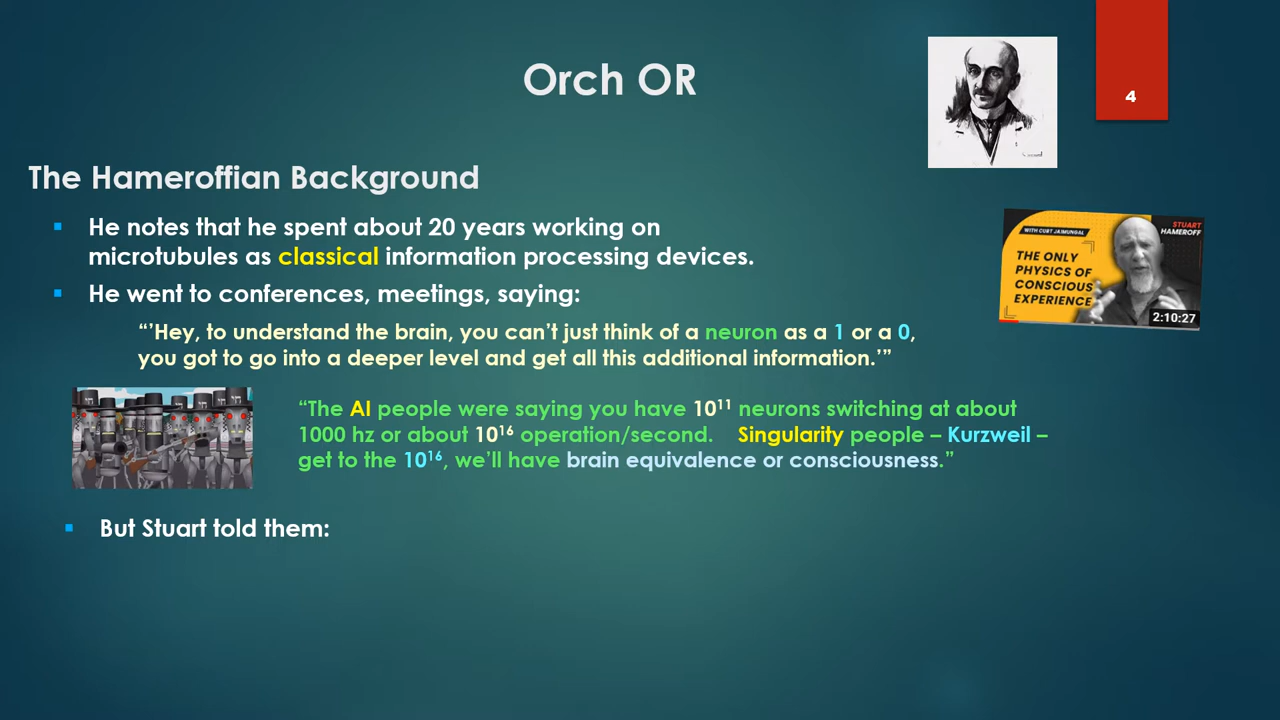 Orch OR
4
The Hameroffian Background
▪ He notes that he spent about 20 years working on
microtubules as classical information processing devices.
▪ He went to conferences, meetings, saying:
“’Hey, to understand the brain, you can’t just think of a neuron as a 1 or a 0,
you got to go into a deeper level and get all this additional information.’”
WITH CURT JAIMUNGAL
STUART
HAMEROFF
THE ONLY
PHYSICS OF
CONSCIOUS
EXPERIENCE
2:10:27
“The AI people were saying you have 10¹¹ neurons switching at about
1000 hz or about 10¹⁶ operation/second. Singularity people – Kurzweil –
get to the 10¹⁶, we’ll have brain equivalence or consciousness.”
▪ But Stuart told them: